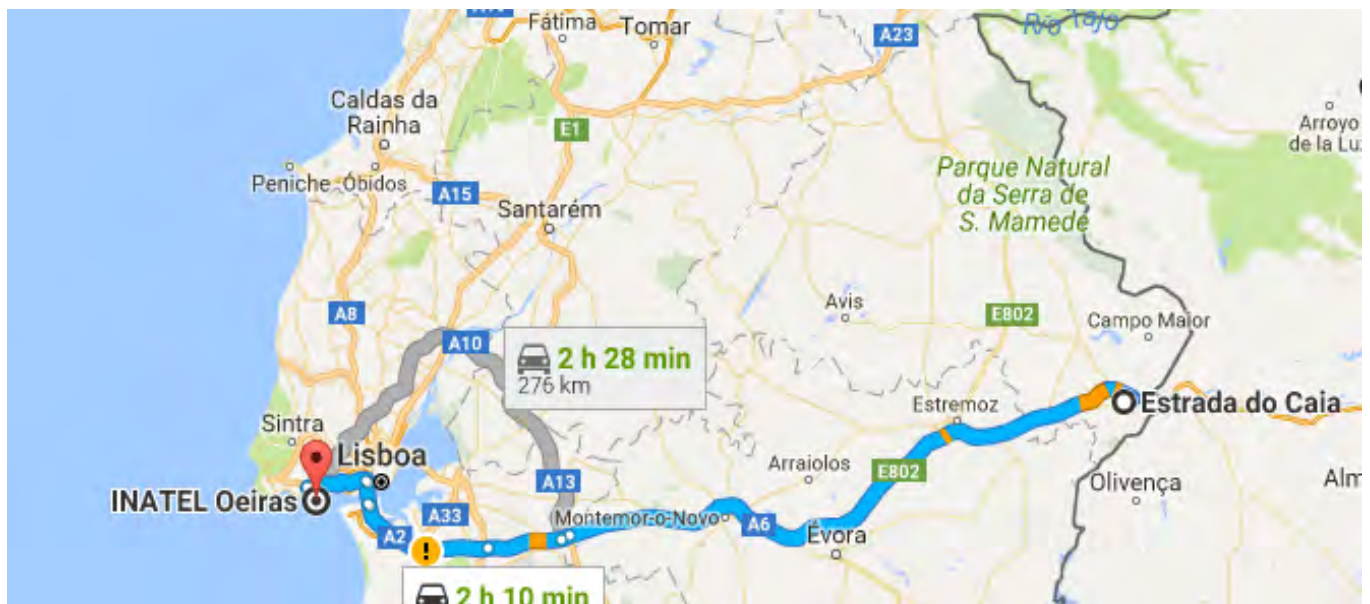 Fátima
Tomar
A23
Río Tajo
Caldas da
Rainha
E1
Arroyo
de la Luz
Peniche
Óbidos
A15
Santarém
Parque Natural
da Serra de
S. Mamede
A8
Avis
E802
Campo Maior
A10
2 h 28 min
276 km
Sintra
Lisboa
Estremoz
Estrada do Caia
Arraiolos
E802
A13
Olivença
Alm
INATEL Oeiras
A33
Montemor-o-Novo
A6
A2
!
Évora
2 h 10 min